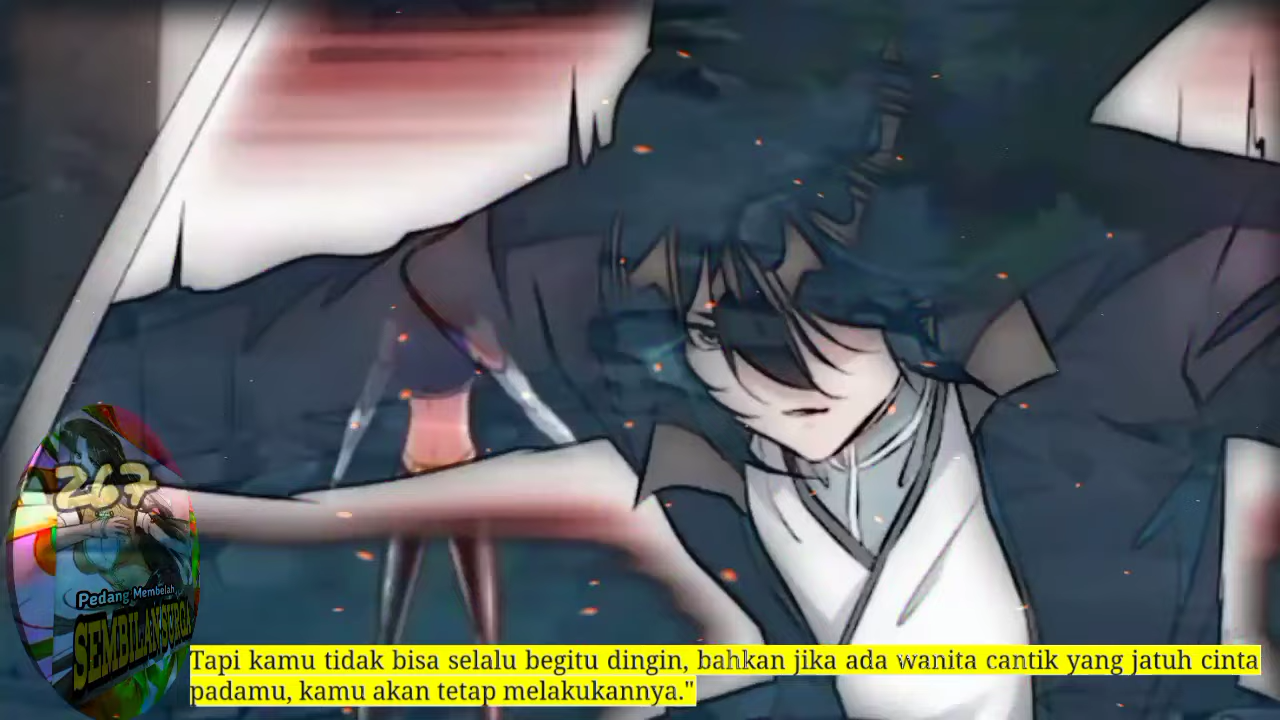 267
Pedang Membelah
SEMBILAN SURGA
Tapi kamu tidak bisa selalu begitu dingin, bahkan jika ada wanita cantik yang jatuh cinta
padamu, kamu akan tetap melakukannya."